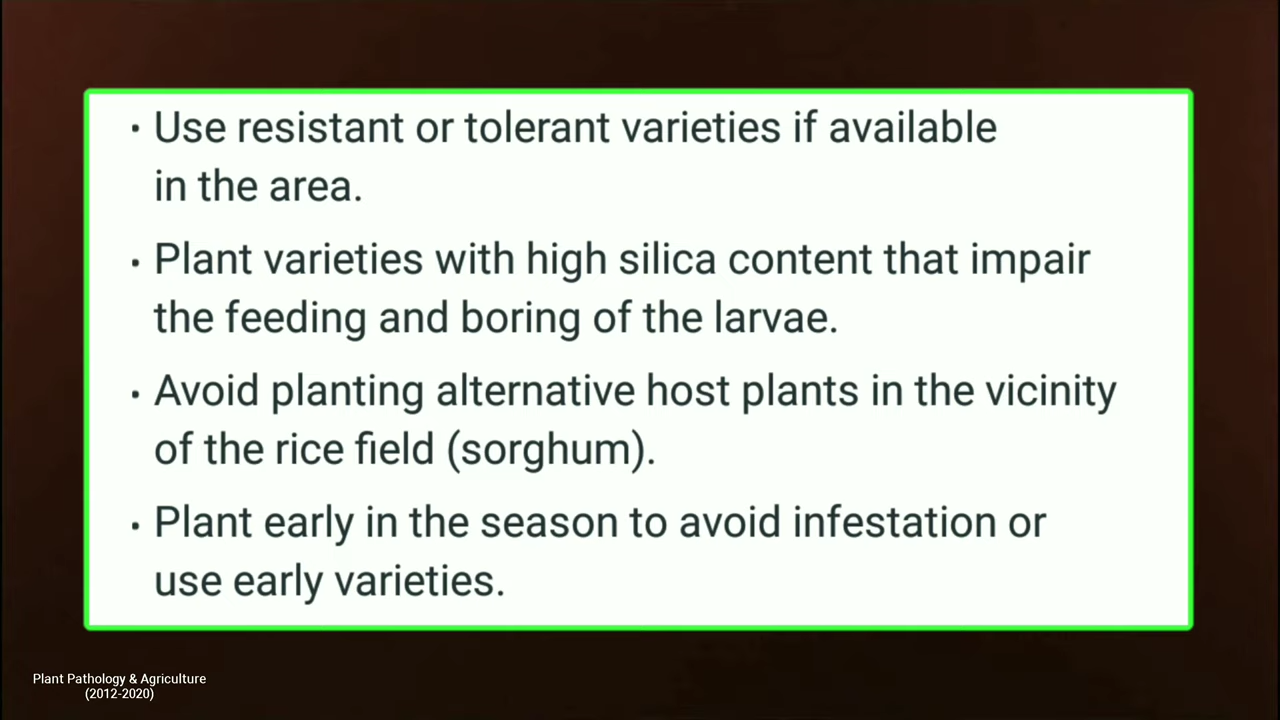 · Use resistant or tolerant varieties if available
in the area.
· Plant varieties with high silica content that impair
the feeding and boring of the larvae.
· Avoid planting alternative host plants in the vicinity
of the rice field (sorghum).
· Plant early in the season to avoid infestation or
use early varieties.
Plant Pathology & Agriculture
(2012-2020)